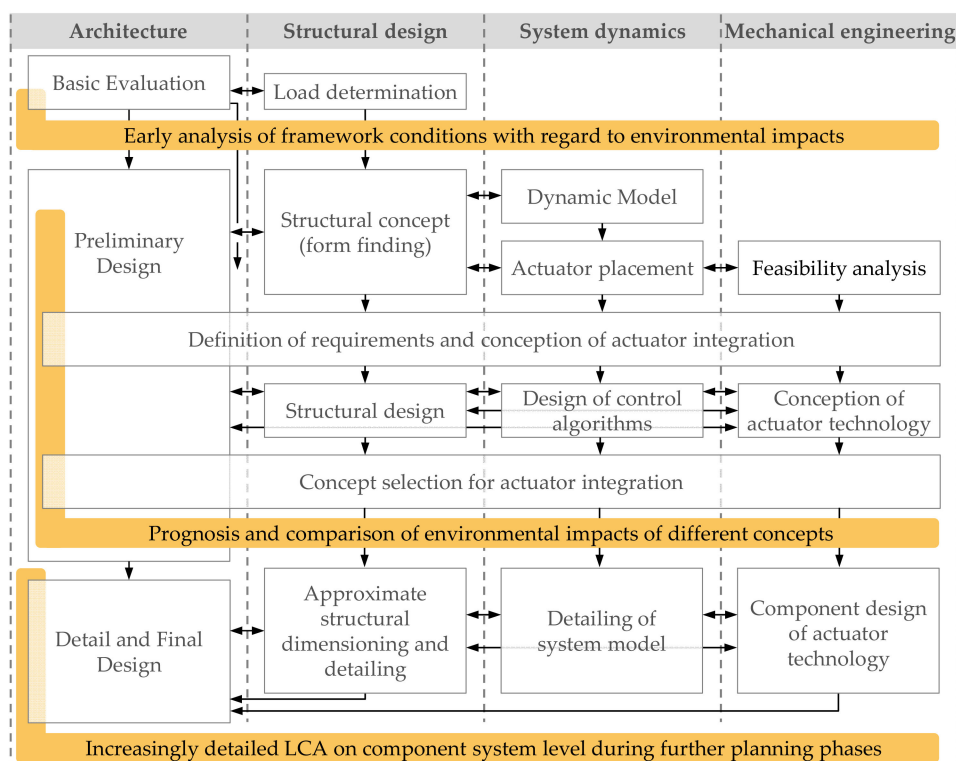 Architecture
Structural design
System dynamics
Mechanical engineering
Basic Evaluation
Load determination
Early analysis of framework conditions with regard to environmental impacts
Preliminary
Design
Structural concept
(form finding)
Dynamic Model
Actuator placement
Feasibility analysis
Definition of requirements and conception of actuator integration
Structural design
Design of control
algorithms
Conception of
actuator technology
Concept selection for actuator integration
Prognosis and comparison of environmental impacts of different concepts
Detail and Final
Design
Approximate
structural
dimensioning and
detailing
Detailing of
system model
Component design
of actuator
technology
Increasingly detailed LCA on component system level during further planning phases